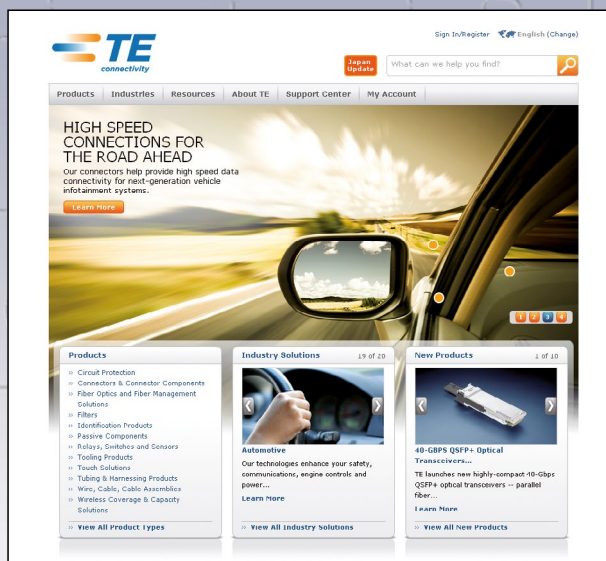 Sign In/Register English (Change)
TE
connectivity
Japan
Update
What can we help you find?
Products Industries Resources About TE Support Center My Account
HIGH SPEED
CONNECTIONS FOR
THE ROAD AHEAD
Our connectors help provide high speed data
connectivity for next-generation vehicle
infotainment systems.
Learn More
1 2 3 4
Products
» Circuit Protection
» Connectors & Connector Components
» Fiber Optics and Fiber Management
Solutions
» Filters
» Identification Products
» Passive Components
» Relays, Switches and Sensors
» Tooling Products
» Touch Solutions
» Tubing & Harnessing Products
» Wire, Cable, Cable Assemblies
» Wireless Coverage & Capacity
Solutions
» View All Product Types
Industry Solutions 19 of 20
Automotive
Our technologies enhance your safety,
communications, engine controls and
power...
Learn More
» View All Industry Solutions
New Products 1 of 10
40-GBPS QSFP+ Optical
Transceivers...
TE launches new highly-compact 40-Gbps
QSFP+ optical transceivers -- parallel
fiber...
Learn More
» View All New Products